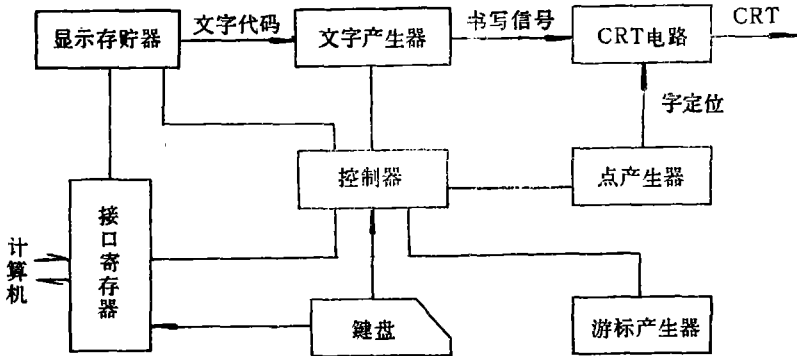 显示存贮器
文字代码
文字产生器
书写信号
CRT电路
CRT
字定位
控制器
点产生器
接口寄存器
计算机
键盘
游标产生器